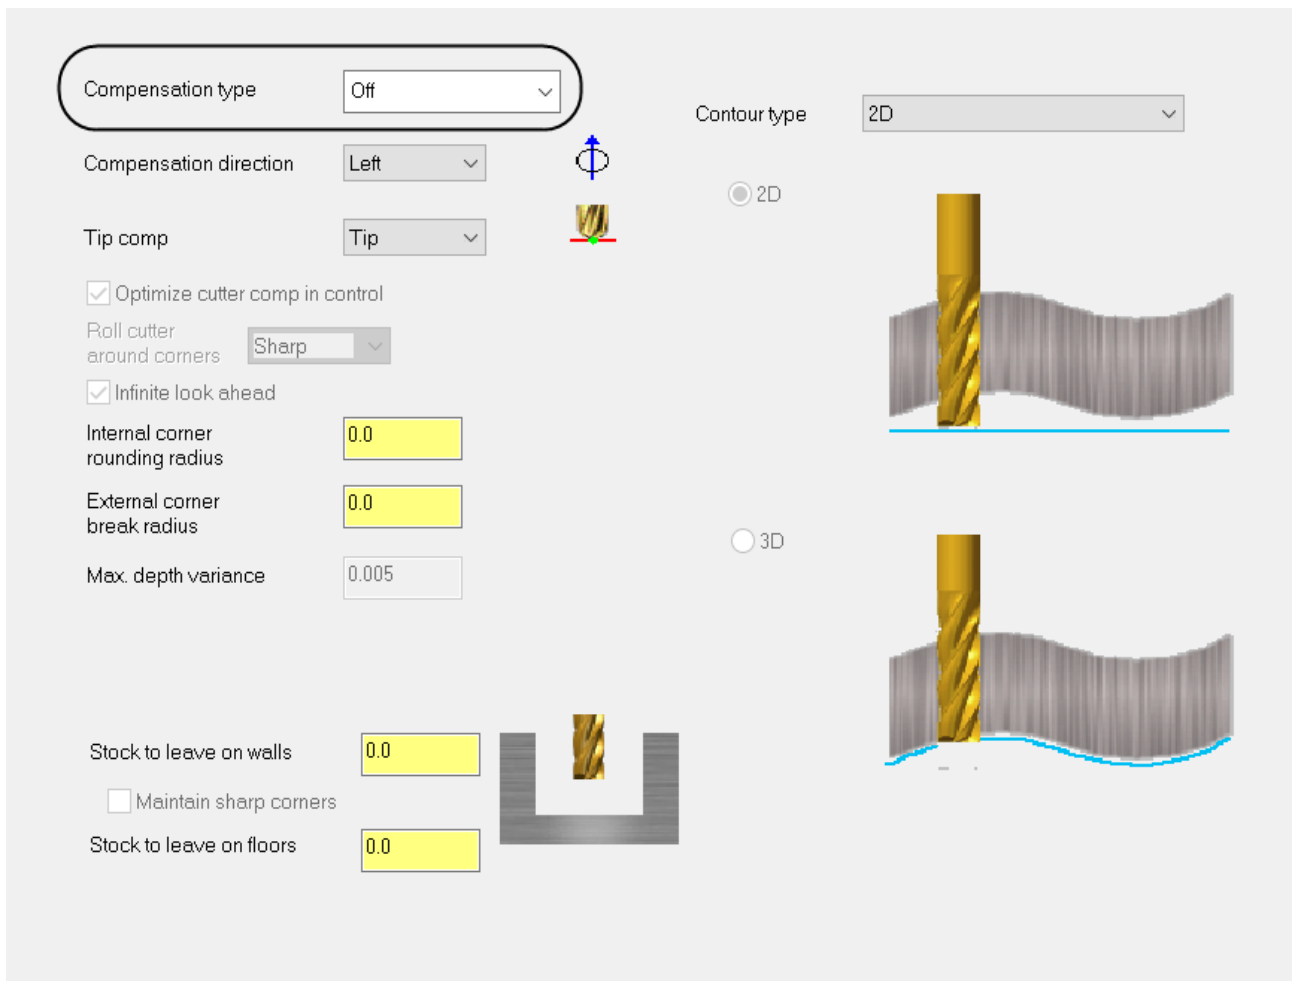 Compensation type Off
Contour type 2D
Compensation direction Left
2D
Tip comp Tip
Optimize cutter comp in control
Roll cutter
around corners Sharp
Infinite look ahead
Internal corner
rounding radius 0.0
External corner
break radius 0.0
3D
Max. depth variance 0.005
Stock to leave on walls 0.0
Maintain sharp corners
Stock to leave on floors 0.0